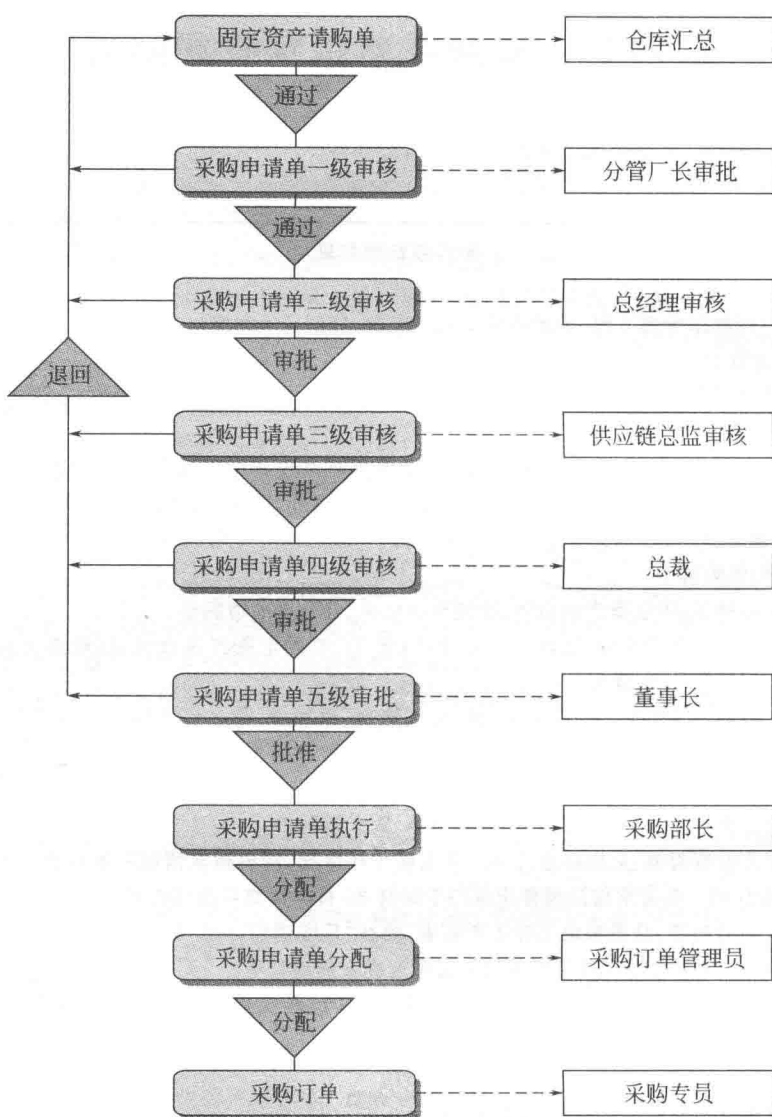 固定资产请购单
仓库汇总
通过
采购申请单一级审核
分管厂长审批
通过
采购申请单二级审核
总经理审核
审批
退回
采购申请单三级审核
供应链总监审核
审批
采购申请单四级审核
总裁
审批
采购申请单五级审批
董事长
批准
采购申请单执行
采购部长
分配
采购申请单分配
采购订单管理员
分配
采购订单
采购专员